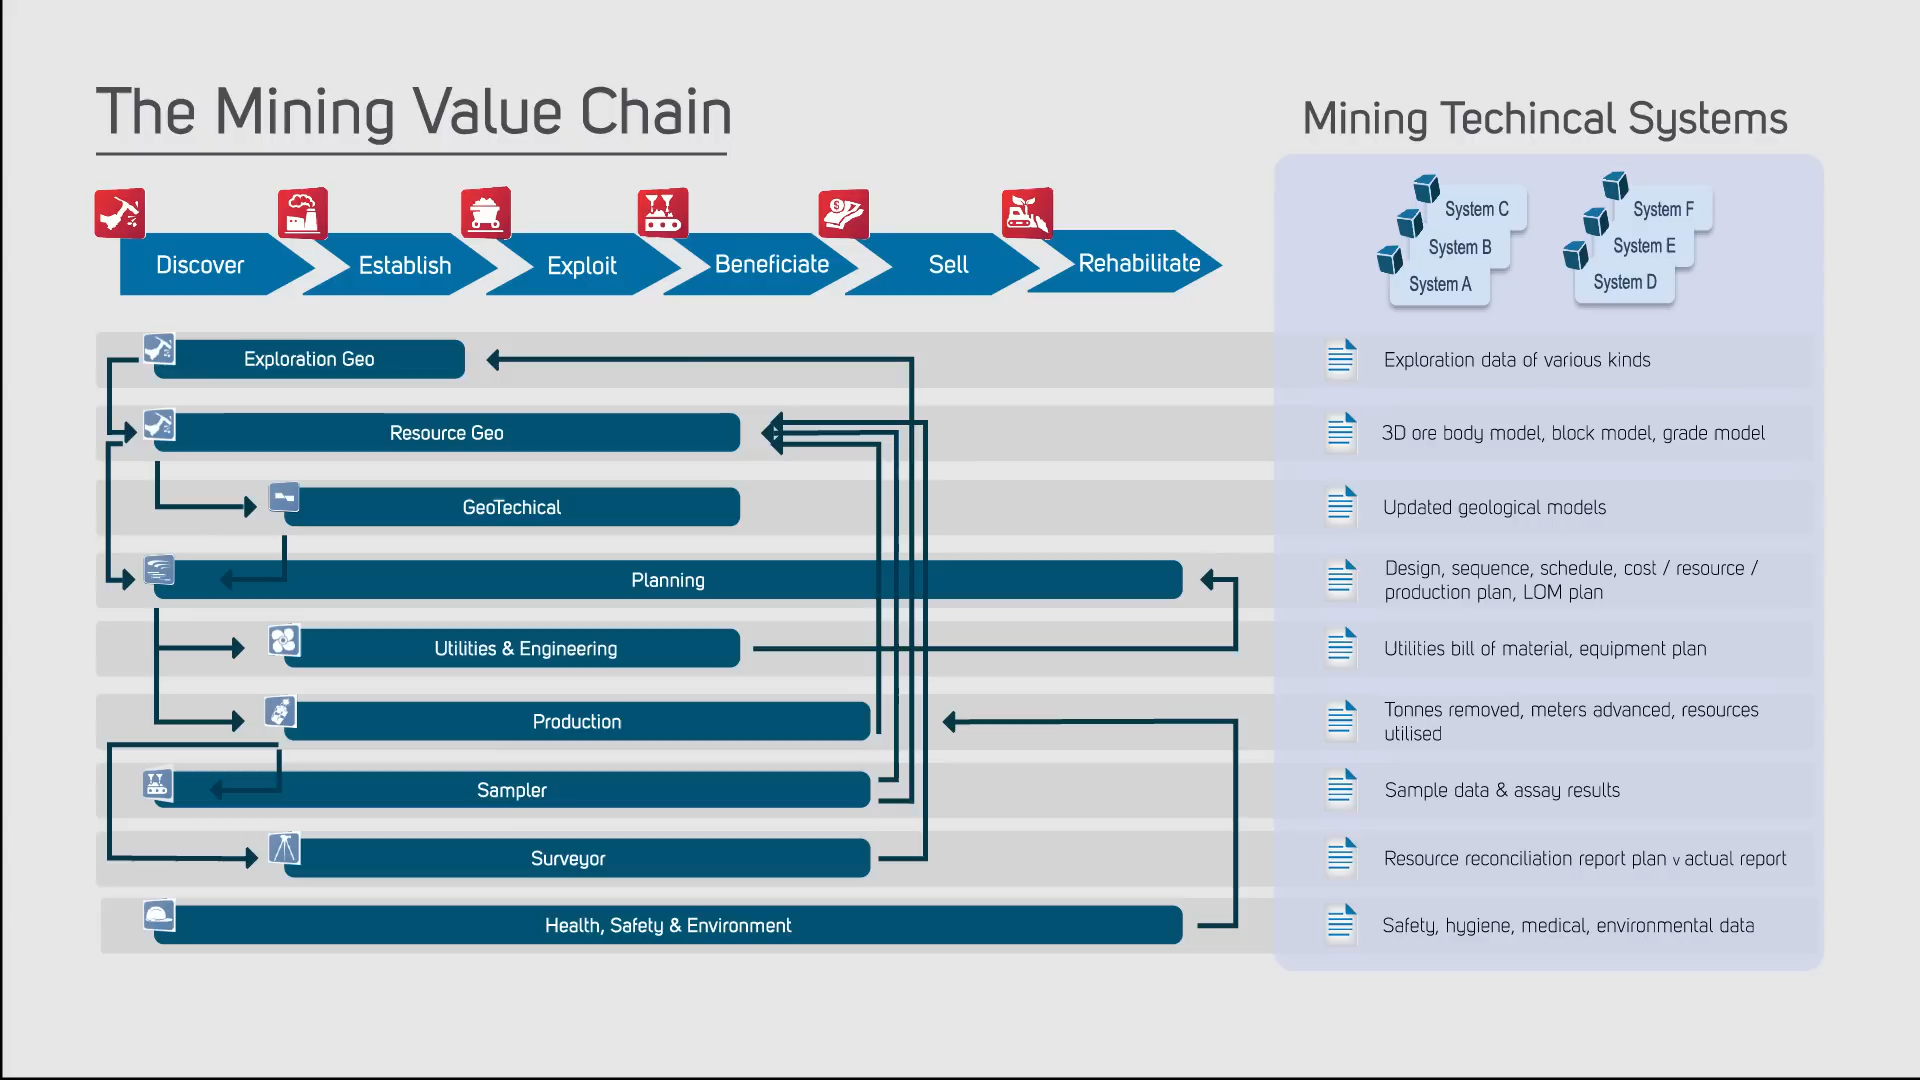 The Mining Value Chain
Mining Techincal Systems
Discover
Establish
Exploit
Beneficiate
Sell
Rehabilitate
System C
System B
System A
System F
System E
System D
Exploration Geo
Exploration data of various kinds
Resource Geo
3D ore body model, block model, grade model
GeoTechical
Updated geological models
Planning
Design, sequence, schedule, cost / resource /
production plan, LOM plan
Utilities & Engineering
Utilities bill of material, equipment plan
Production
Tonnes removed, meters advanced, resources
utilised
Sampler
Sample data & assay results
Surveyor
Resource reconciliation report plan v actual report
Health, Safety & Environment
Safety, hygiene, medical, environmental data